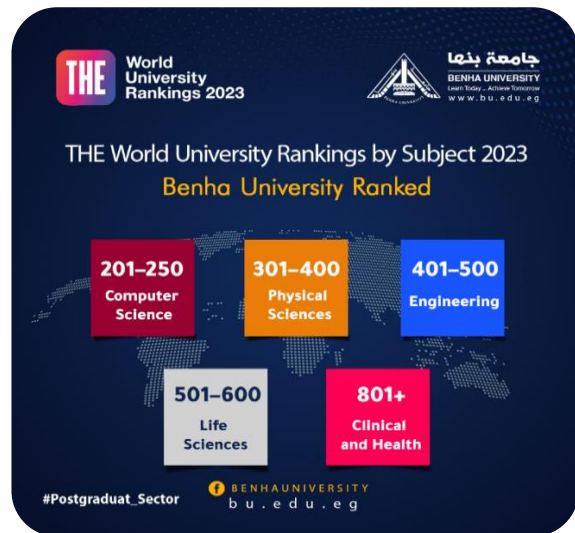 THE
World
University
Rankings 2023
جامعة بنها
BENHA UNIVERSITY
Learn Today ... Achieve Tomorrow
www.bu.edu.eg
BENHA UNIVERSITY
THE World University Rankings by Subject 2023
Benha University Ranked
201–250
Computer
Science
301–400
Physical
Sciences
401–500
Engineering
501–600
Life
Sciences
801+
Clinical
and Health
#Postgraduat_Sector
BENHAUNIVERSITY
bu.edu.eg